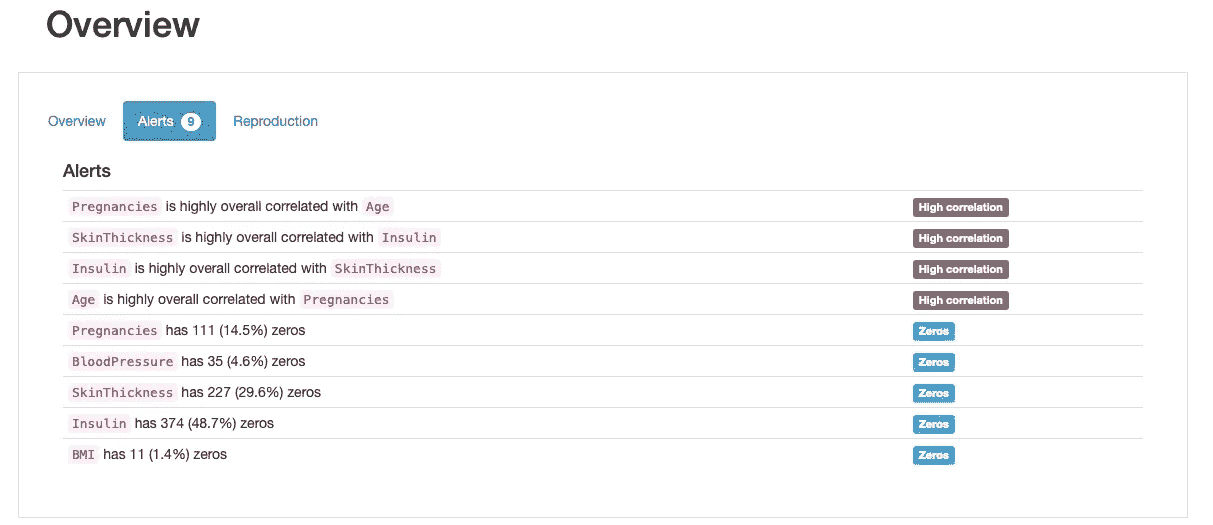 Overview
Overview Alerts 9 Reproduction
Alerts
Pregnancies is highly overall correlated with Age High correlation
SkinThickness is highly overall correlated with Insulin High correlation
Insulin is highly overall correlated with SkinThickness High correlation
Age is highly overall correlated with Pregnancies High correlation
Pregnancies has 111 (14.5%) zeros Zeros
BloodPressure has 35 (4.6%) zeros Zeros
SkinThickness has 227 (29.6%) zeros Zeros
Insulin has 374 (48.7%) zeros Zeros
BMI has 11 (1.4%) zeros Zeros